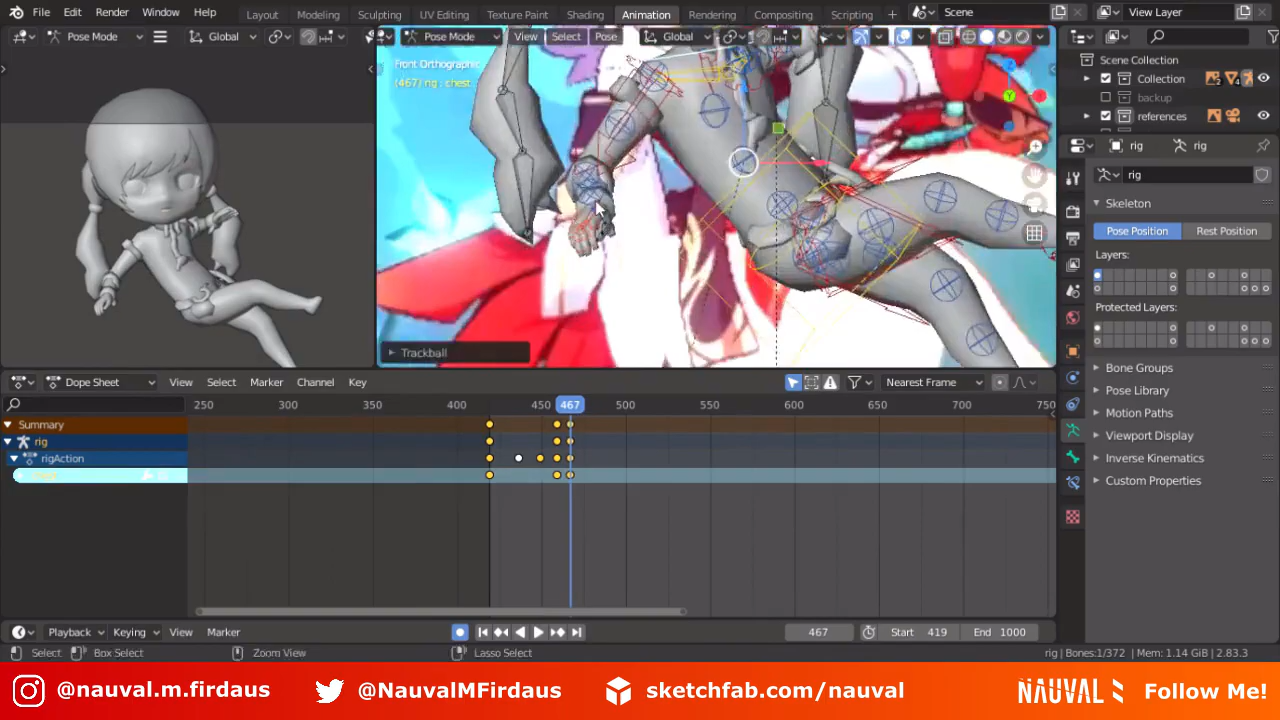 File Edit Render Window Help Layout Modeling Sculpting UV Editing Texture Paint Shading Animation Rendering Compositing Scripting + Scene View Layer
Pose Mode Global Pose Mode View Select Pose Global
Front Orthographic
(467) rig : chest
Trackball
Scene Collection
Collection
backup
references
rig rig
rig
Skeleton
Pose Position Rest Position
Layers:
Protected Layers:
Bone Groups
Pose Library
Motion Paths
Viewport Display
Inverse Kinematics
Custom Properties
Dope Sheet View Select Marker Channel Key Nearest Frame
250 300 350 400 450 467 500 550 600 650 700 750
Summary
rig
rigAction
Playback Keying View Marker 467 Start 419 End 1000
Select Box Select Zoom View Lasso Select rig | Bones:1/372 | Mem: 1.14 GiB | 2.83.3
@nauval.m.firdaus @NauvalMFirdaus sketchfab.com/nauval NAUVAL Follow Me!